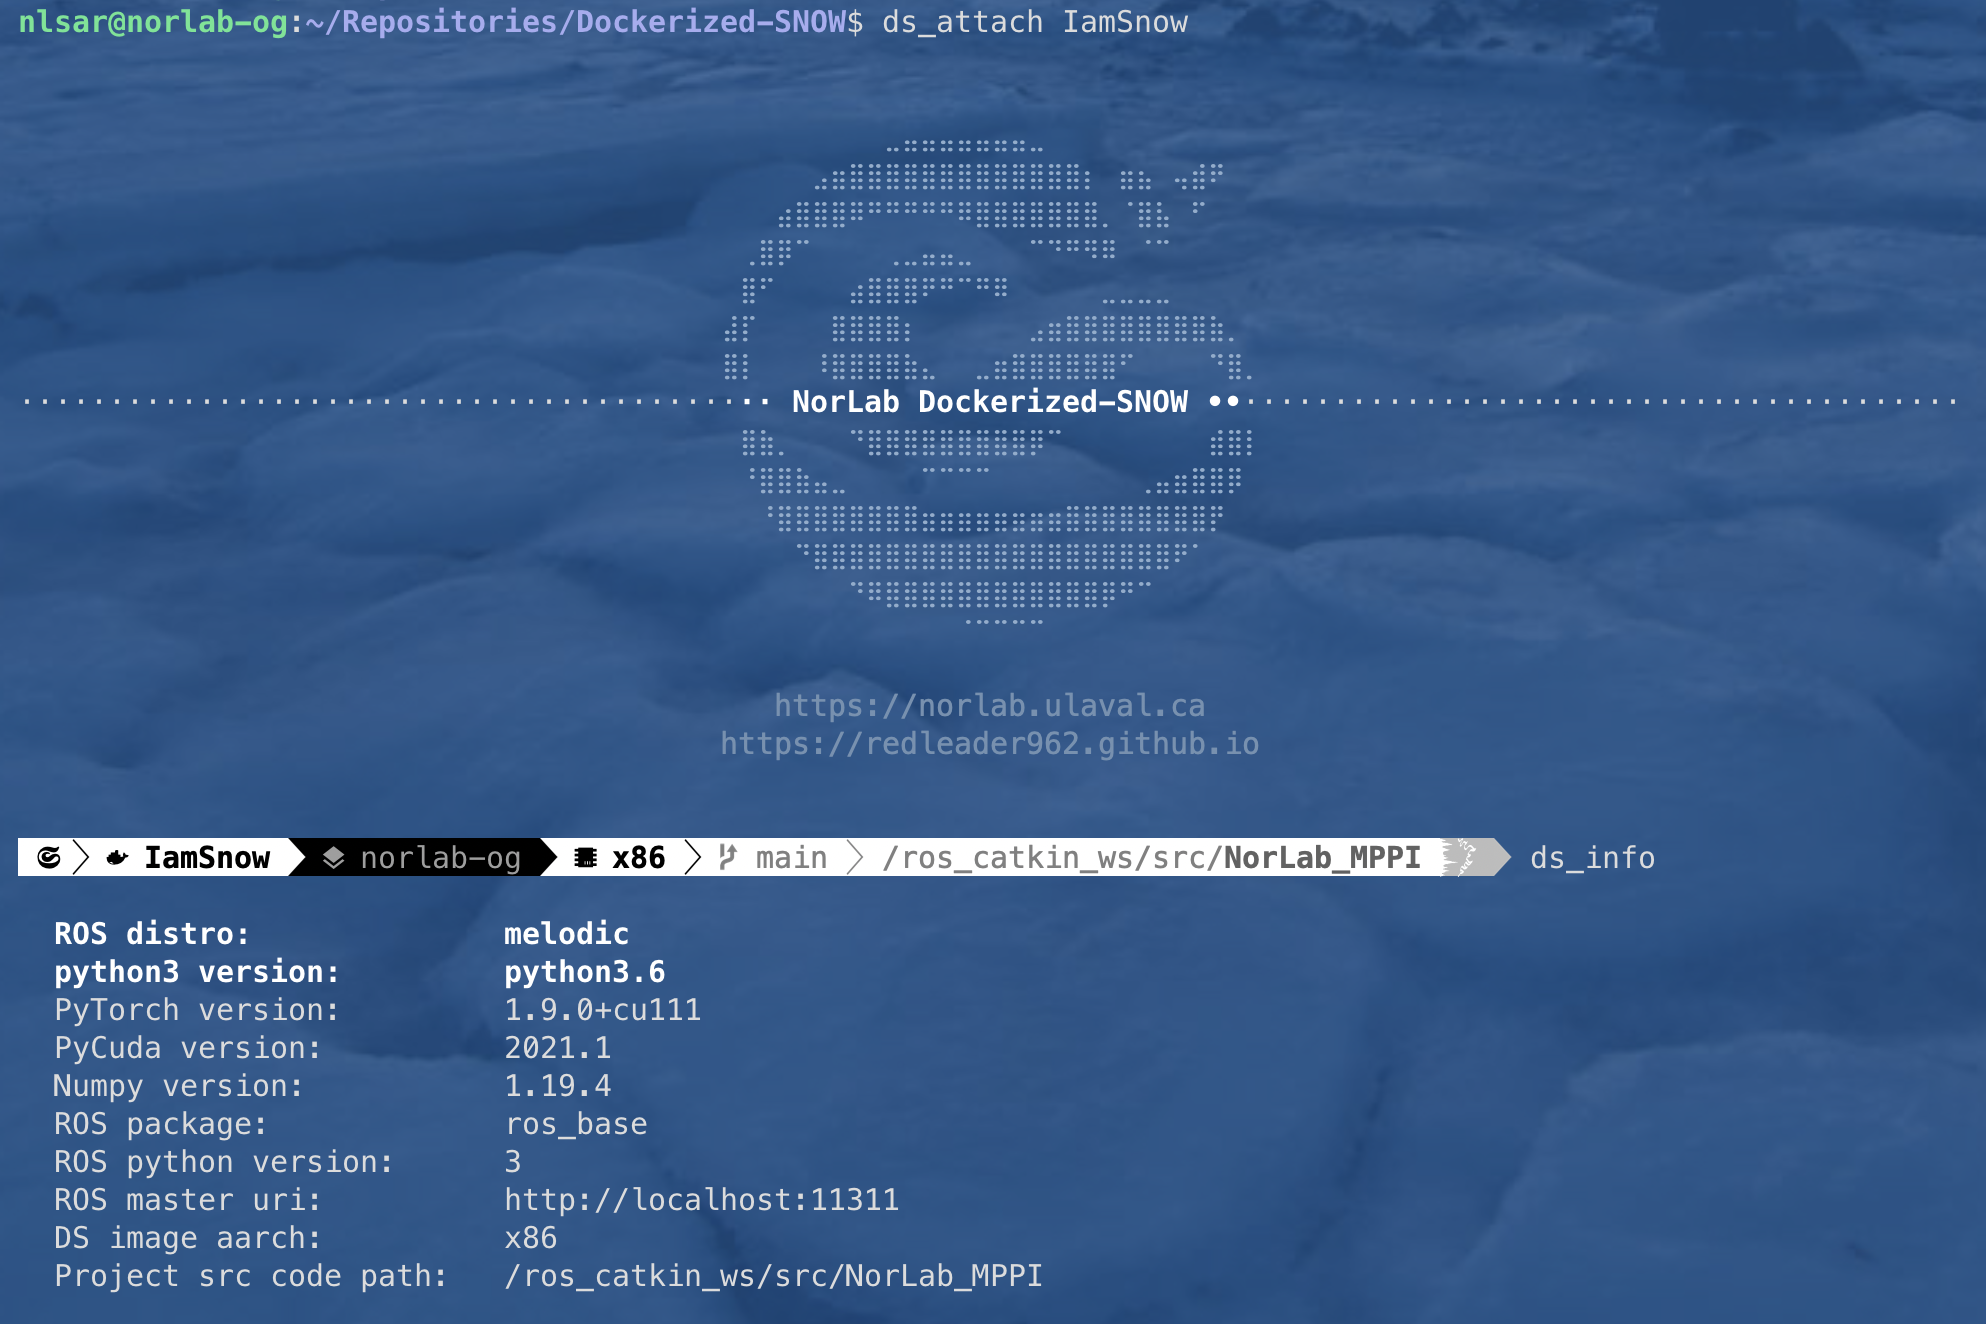 nlsar@norlab-og:~/Repositories/Dockerized-SNOW$ ds_attach IamSnow
NorLab Dockerized-SNOW
https://norlab.ulaval.ca
https://redleader962.github.io
IamSnow norlab-og x86 main /ros_catkin_ws/src/NorLab_MPPI ds_info
ROS distro: melodic
python3 version: python3.6
PyTorch version: 1.9.0+cu111
PyCuda version: 2021.1
Numpy version: 1.19.4
ROS package: ros_base
ROS python version: 3
ROS master uri: http://localhost:11311
DS image aarch: x86
Project src code path: /ros_catkin_ws/src/NorLab_MPPI